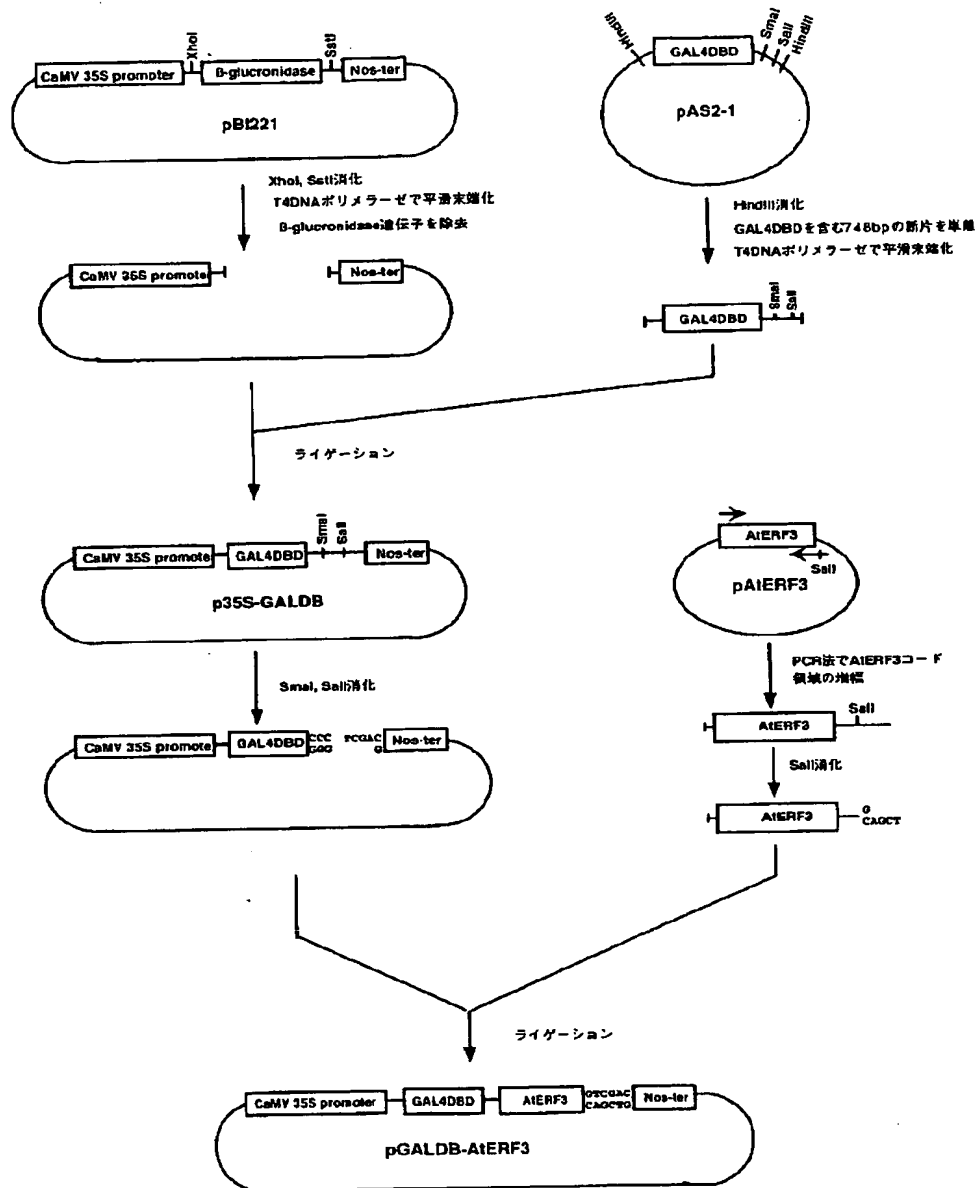 XhoI
SstI
CaMV 35S promoter
B-glucronidase
Nos-ter
pBI221
HindIII
GAL4DBD
SmaI
SalI
HindIII
pAS2-1
XhoI, SstI消化
T4DNAポリメラーゼで平滑末端化
B-glucronidase遺伝子を除去
HindIII消化
GAL4DBDを含む748bpの断片を単離
T4DNAポリメラーゼで平滑末端化
CaMV 35S promoter
Nos-ter
GAL4DBD
SmaI
SalI
ライゲーション
CaMV 35S promote
GAL4DBD
SmaI
SalI
Nos-ter
p35S-GALDB
AtERF3
SalI
pAtERF3
SmaI, SalI消化
PCR法でAtERF3コード
領域の増幅
CaMV 35S promote
GAL4DBD
CCC
GGG
TCGAC
G
Nos-ter
AtERF3
SalI
SalI消化
AtERF3
G
CAGCT
ライゲーション
CaMV 35S promoter
GAL4DBD
AtERF3
GTCGAC
CAGCTG
Nos-ter
pGALDB-AtERF3